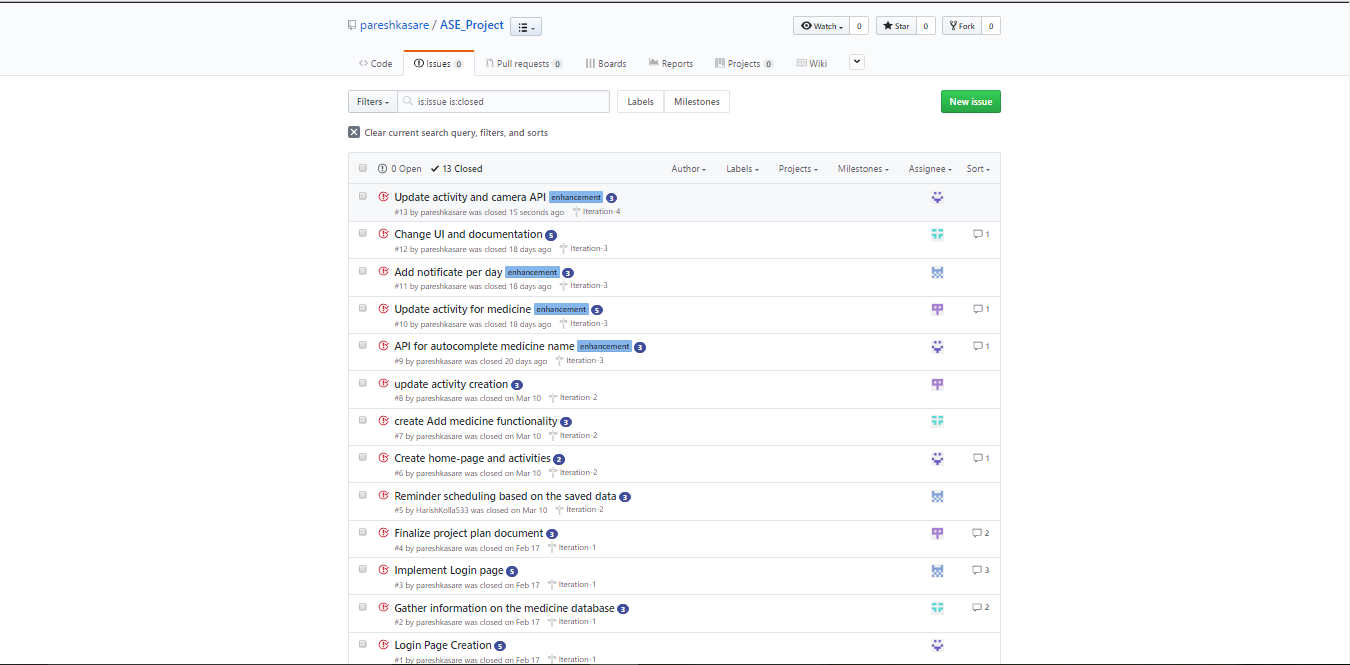 pareshkasare / ASE_Project
Watch 0 Star 0 Fork 0
Code Issues 0 Pull requests 0 Boards Reports Projects 0 Wiki
Filters is:issue is:closed Labels Milestones New issue
Clear current search query, filters, and sorts
0 Open 13 Closed Author Labels Projects Milestones Assignee Sort
Update activity and camera API enhancement 3
#13 by pareshkasare was closed 15 seconds ago Iteration-4
Change UI and documentation 5 1
#12 by pareshkasare was closed 18 days ago Iteration-3
Add notificate per day enhancement 3
#11 by pareshkasare was closed 18 days ago Iteration-3
Update activity for medicine enhancement 5 1
#10 by pareshkasare was closed 18 days ago Iteration-3
API for autocomplete medicine name enhancement 3 1
#9 by pareshkasare was closed 20 days ago Iteration-3
update activity creation 3
#8 by pareshkasare was closed on Mar 10 Iteration-2
create Add medicine functionality 3
#7 by pareshkasare was closed on Mar 10 Iteration-2
Create home-page and activities 2 1
#6 by pareshkasare was closed on Mar 10 Iteration-2
Reminder scheduling based on the saved data 3
#5 by HarishKolla533 was closed on Mar 10 Iteration-2
Finalize project plan document 3 2
#4 by pareshkasare was closed on Feb 17 Iteration-1
Implement Login page 5 3
#3 by pareshkasare was closed on Feb 17 Iteration-1
Gather information on the medicine database 3 2
#2 by pareshkasare was closed on Feb 17 Iteration-1
Login Page Creation 5
#1 by pareshkasare was closed on Feb 17 Iteration-1